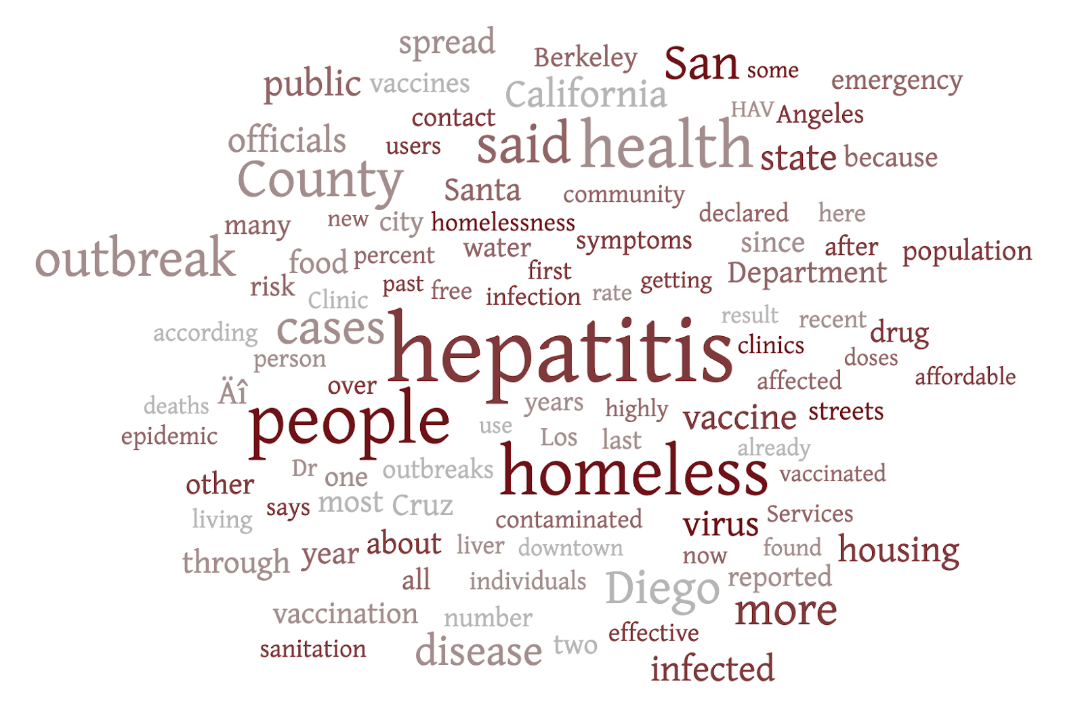 spread
Berkeley
San some
public vaccines
California
emergency
contact
HAV Angeles
officials
users
said health state because
County
Santa
community
many
new city homelessness
declared here
outbreak
food percent
water
symptoms
since after population
risk
past free
first
infection rate getting Department
Clinic
according
cases
hepatitis
result recent drug
clinics
person
doses
over
affected
affordable
deaths
Äî
people
years highly
vaccine streets
epidemic
use
Los last
already
Dr one outbreaks
homeless
vaccinated
other
says most Cruz
living
contaminated
virus Services
through year about liver downtown
now found housing
all
individuals
Diego reported
vaccination number
more
sanitation
disease two effective
infected